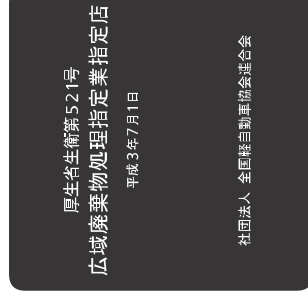 厚生省生衛第521号
広域廃棄物処理指定業指定店
平成3年7月1日
社団法人 全国軽自動車協会連合会